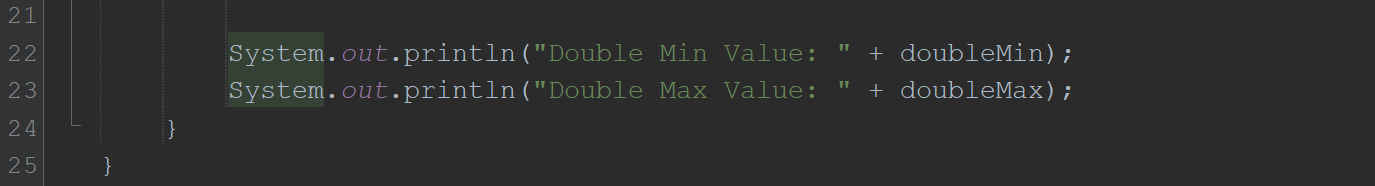 21
22 System.out.println("Double Min Value: " + doubleMin);
23 System.out.println("Double Max Value: " + doubleMax);
24 }
25 }